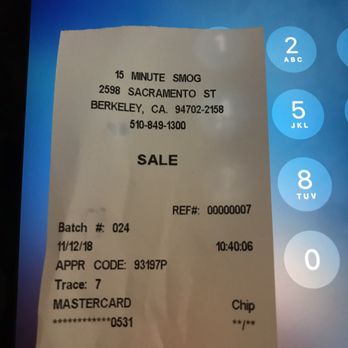 15 MINUTE SMOG
2598 SACRAMENTO ST
BERKELEY, CA. 94702-2158
510-849-1300
SALE
REF#: 00000007
Batch #: 024
11/12/18 10:40:06
APPR CODE: 93197P
Trace: 7
MASTERCARD Chip
************0531 **/**
2
ABC
5
JKL
8
TUV
0